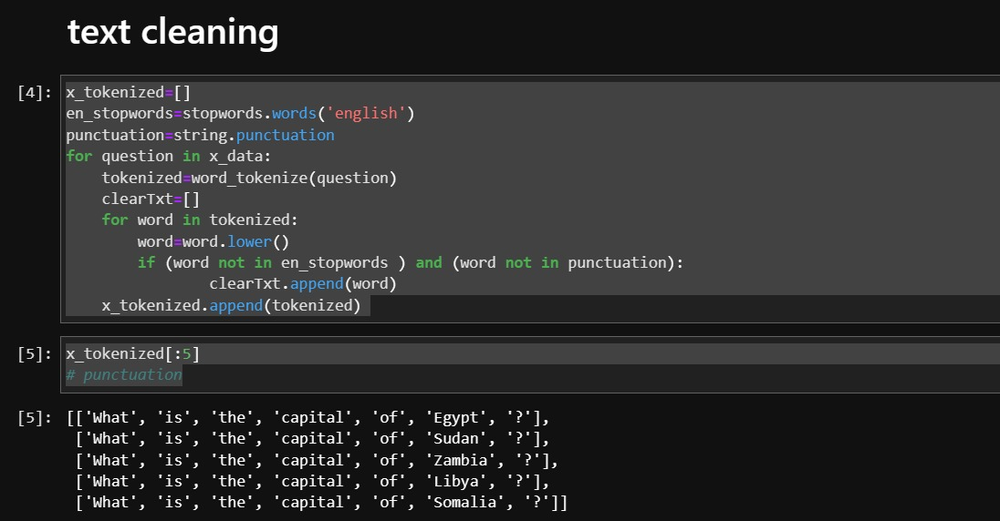 text cleaning
[4]: x_tokenized=[]
en_stopwords=stopwords.words('english')
punctuation=string.punctuation
for question in x_data:
    tokenized=word_tokenize(question)
    clearTxt=[]
    for word in tokenized:
        word=word.lower()
        if (word not in en_stopwords ) and (word not in punctuation):
                clearTxt.append(word)
    x_tokenized.append(tokenized)
[5]: x_tokenized[:5]
# punctuation
[5]: [['What', 'is', 'the', 'capital', 'of', 'Egypt', '?'],
 ['What', 'is', 'the', 'capital', 'of', 'Sudan', '?'],
 ['What', 'is', 'the', 'capital', 'of', 'Zambia', '?'],
 ['What', 'is', 'the', 'capital', 'of', 'Libya', '?'],
 ['What', 'is', 'the', 'capital', 'of', 'Somalia', '?']]